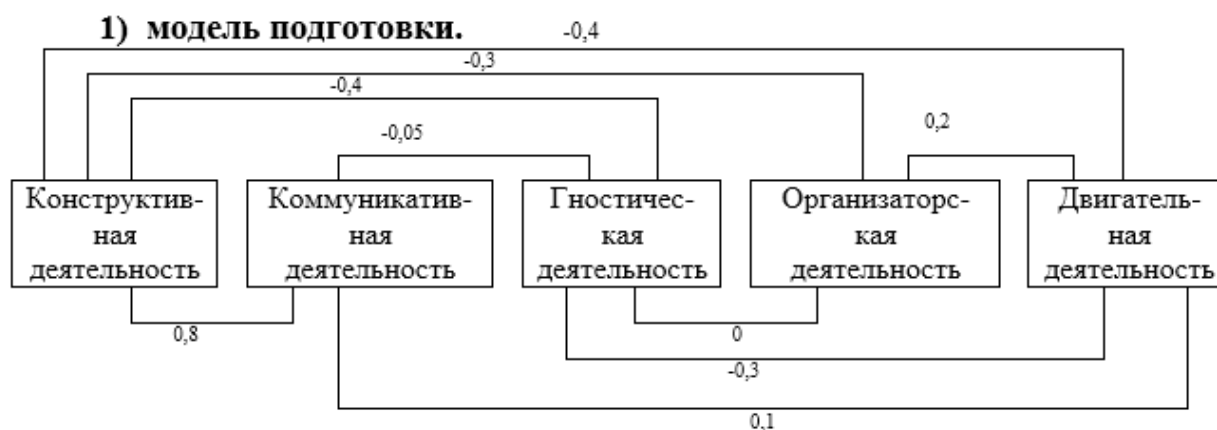 1) модель подготовки.
-0,4
-0,3
-0,4
-0,05
0,2
Конструктив-
ная
деятельность
Коммуникатив-
ная
деятельность
Гностичес-
кая
деятельность
Организаторс-
кая
деятельность
Двигатель-
ная
деятельность
0,8
0
-0,3
0,1